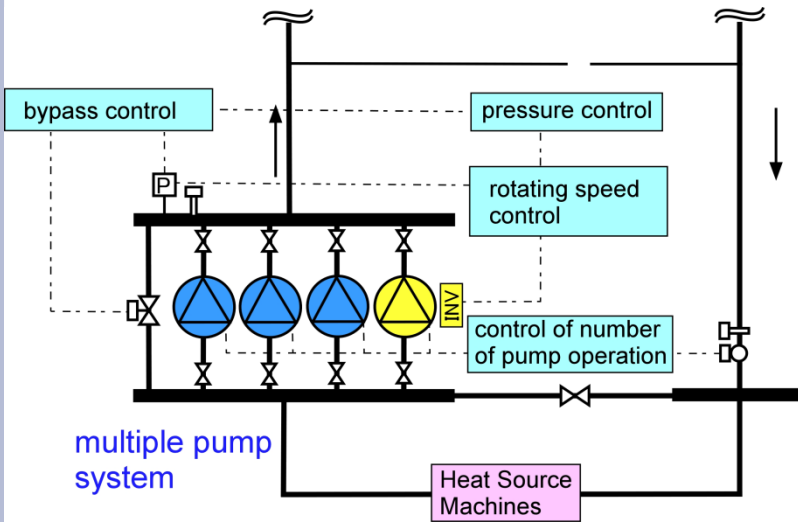 bypass control
pressure control
P
rotating speed
control
INV
control of number
of pump operation
multiple pump
system
Heat Source
Machines